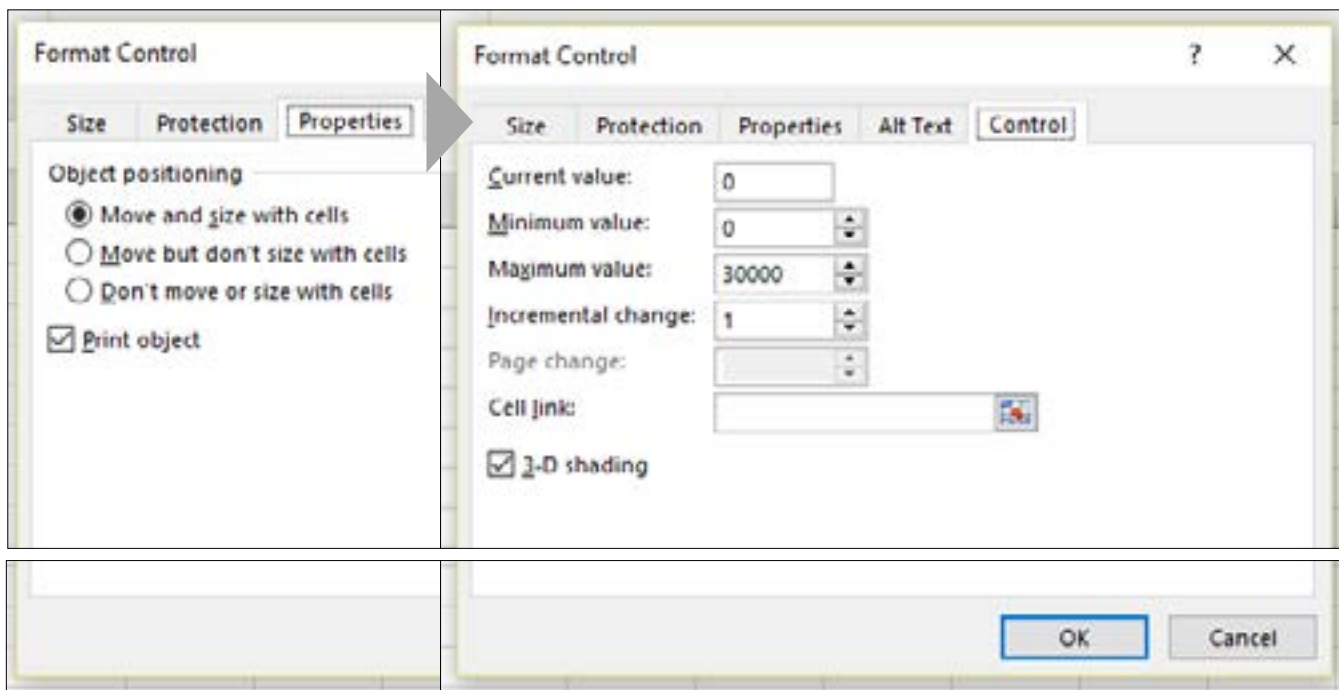 Format Control
Size Protection Properties
Object positioning
Move and size with cells
Move but don't size with cells
Don't move or size with cells
Print object
Format Control ? ✕
Size Protection Properties Alt Text Control
Current value: 0
Minimum value: 0
Maximum value: 30000
Incremental change: 1
Page change:
Cell link:
3-D shading
OK Cancel